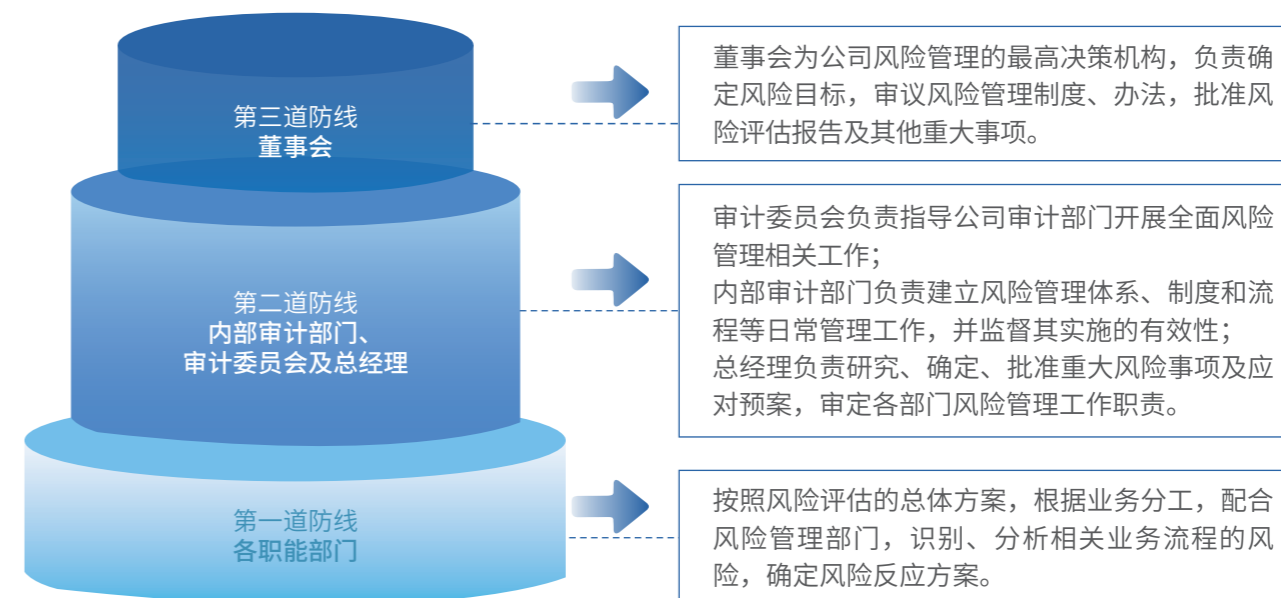 第三道防线
董事会
董事会为公司风险管理的最高决策机构，负责确
定风险目标，审议风险管理制度、办法，批准风
险评估报告及其他重大事项。
第二道防线
内部审计部门、
审计委员会及总经理
审计委员会负责指导公司审计部门开展全面风险
管理相关工作；
内部审计部门负责建立风险管理体系、制度和流
程等日常管理工作，并监督其实施的有效性；
总经理负责研究、确定、批准重大风险事项及应
对预案，审定各部门风险管理工作职责。
第一道防线
各职能部门
按照风险评估的总体方案，根据业务分工，配合
风险管理部门，识别、分析相关业务流程的风
险，确定风险反应方案。